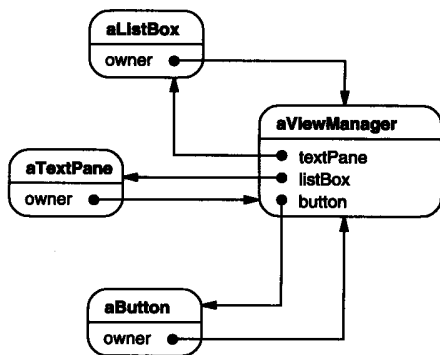 aListBox
owner
aViewManager
textPane
listBox
button
aTextPane
owner
aButton
owner